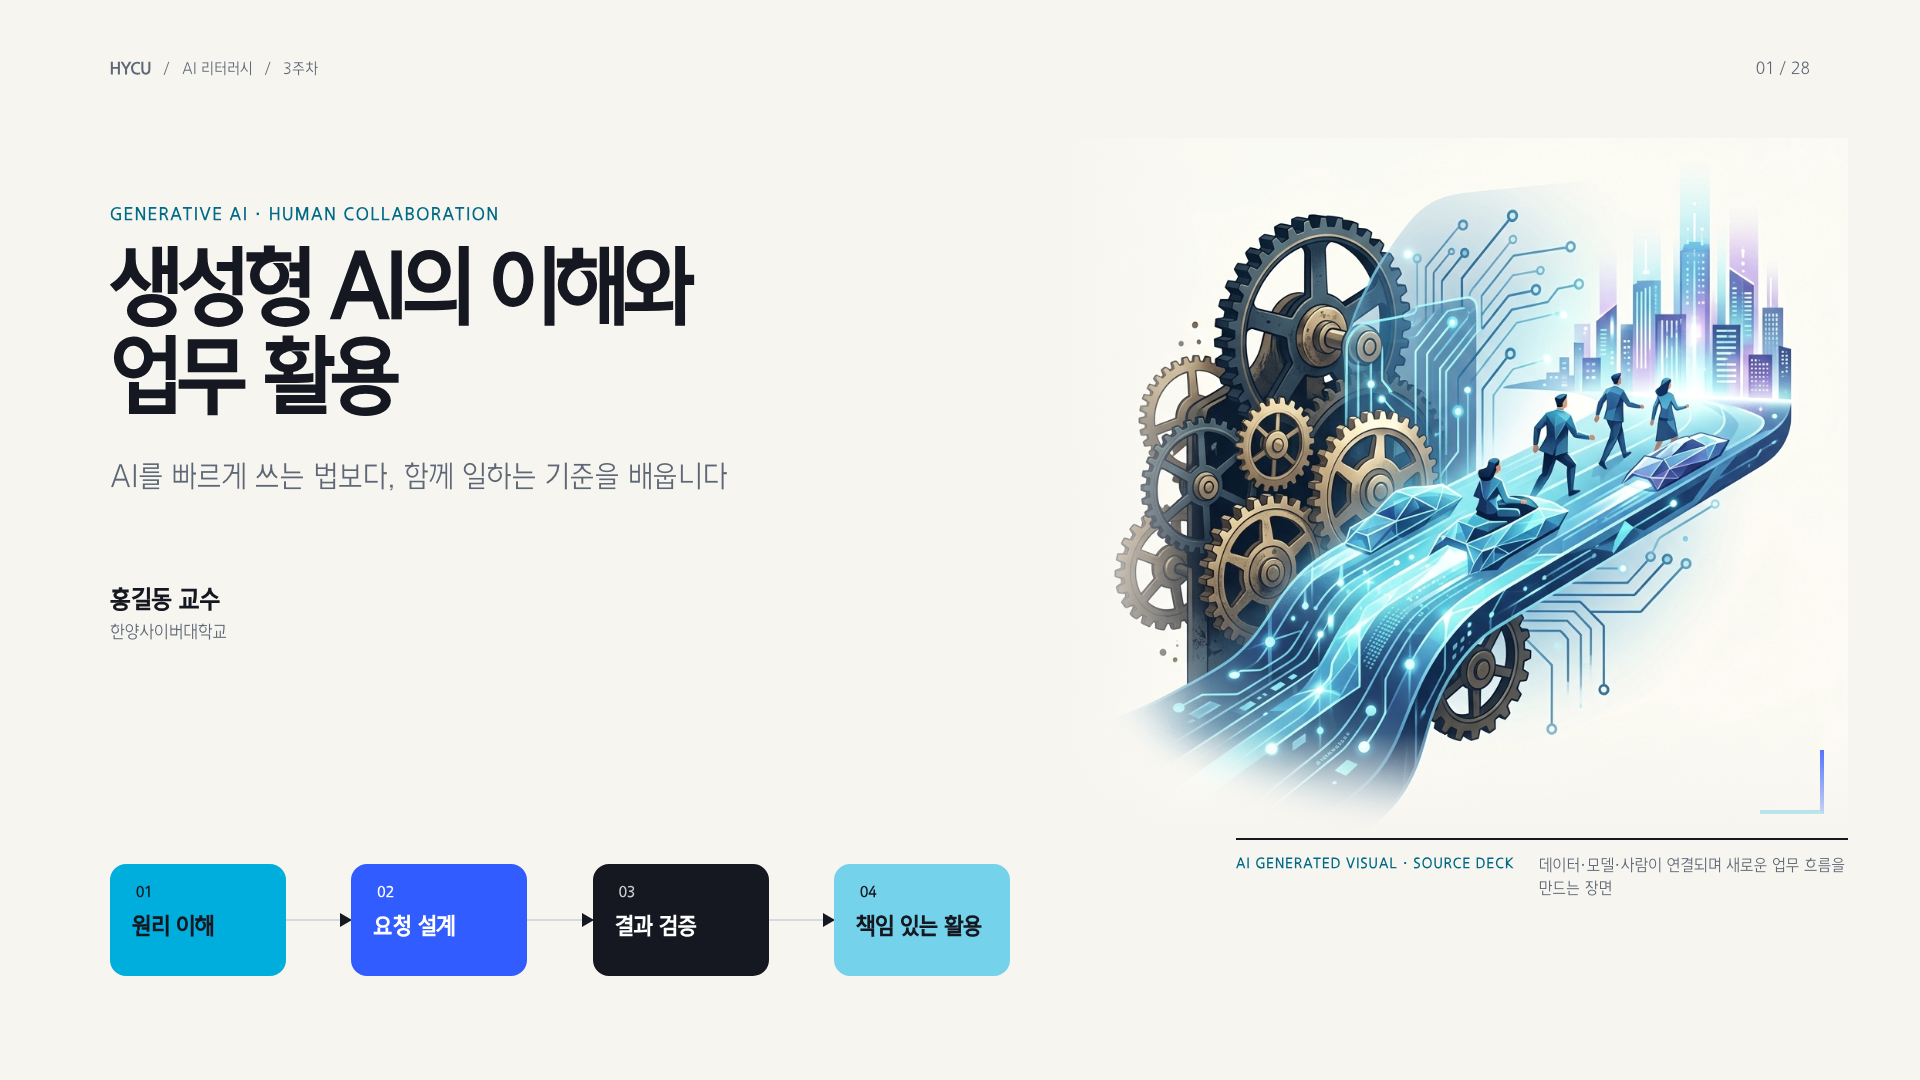 HYCU / AI 리터러시 / 3주차
01 / 28
GENERATIVE AI · HUMAN COLLABORATION
생성형 AI의 이해와
업무 활용
AI를 빠르게 쓰는 법보다, 함께 일하는 기준을 배웁니다
홍길동 교수
한양사이버대학교
01
원리 이해
02
요청 설계
03
결과 검증
04
책임 있는 활용
AI GENERATED VISUAL · SOURCE DECK
데이터·모델·사람이 연결되며 새로운 업무 흐름을
만드는 장면